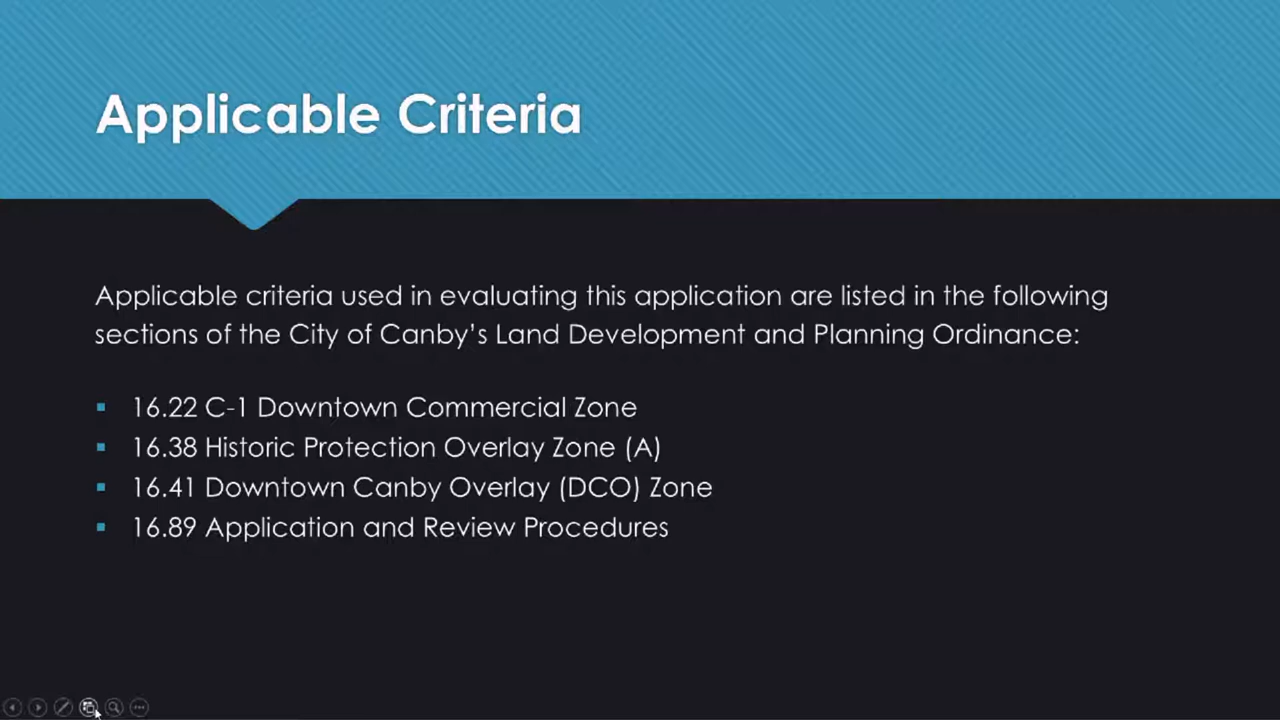 Applicable Criteria
Applicable criteria used in evaluating this application are listed in the following
sections of the City of Canby's Land Development and Planning Ordinance:
16.22 C-1 Downtown Commercial Zone
16.38 Historic Protection Overlay Zone (A)
16.41 Downtown Canby Overlay (DCO) Zone
16.89 Application and Review Procedures